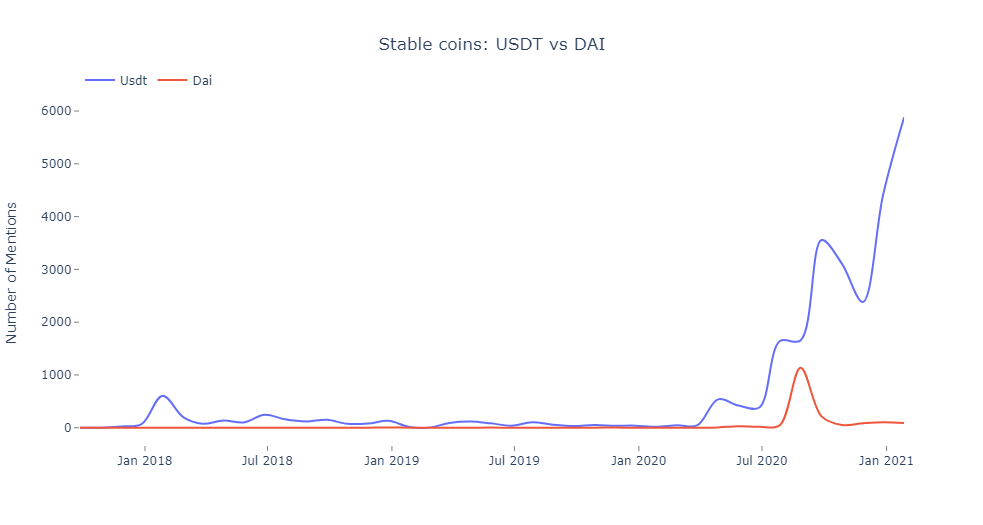 Stable coins: USDT vs DAI
Usdt
Dai
Number of Mentions
6000
5000
4000
3000
2000
1000
0
Jan 2018
Jul 2018
Jan 2019
Jul 2019
Jan 2020
Jul 2020
Jan 2021